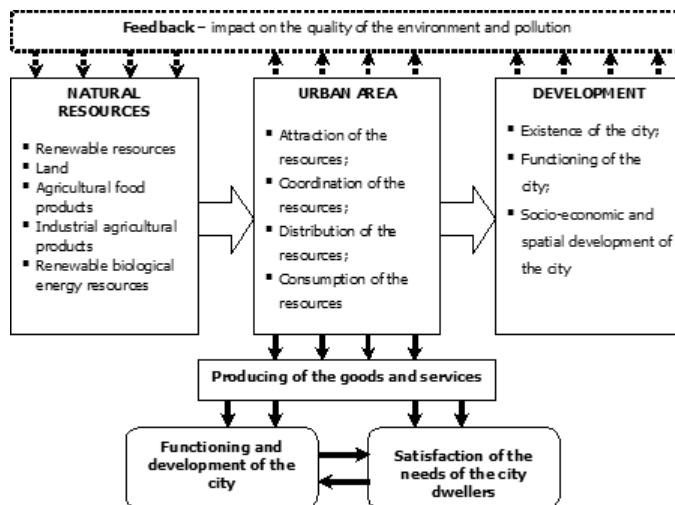 Feedback – impact on the quality of the environment and pollution
NATURAL
RESOURCES
▪ Renewable resources
▪ Land
▪ Agricultural food
products
▪ Industrial agricultural
products
▪ Renewable biological
energy resources
URBAN AREA
▪ Attraction of the
resources;
▪ Coordination of the
resources;
▪ Distribution of the
resources;
▪ Consumption of the
resources
DEVELOPMENT
▪ Existence of the city;
▪ Functioning of the
city;
▪ Socio-economic and
spatial development of
the city
Producing of the goods and services
Functioning and
development of the
city
Satisfaction of the
needs of the city
dwellers